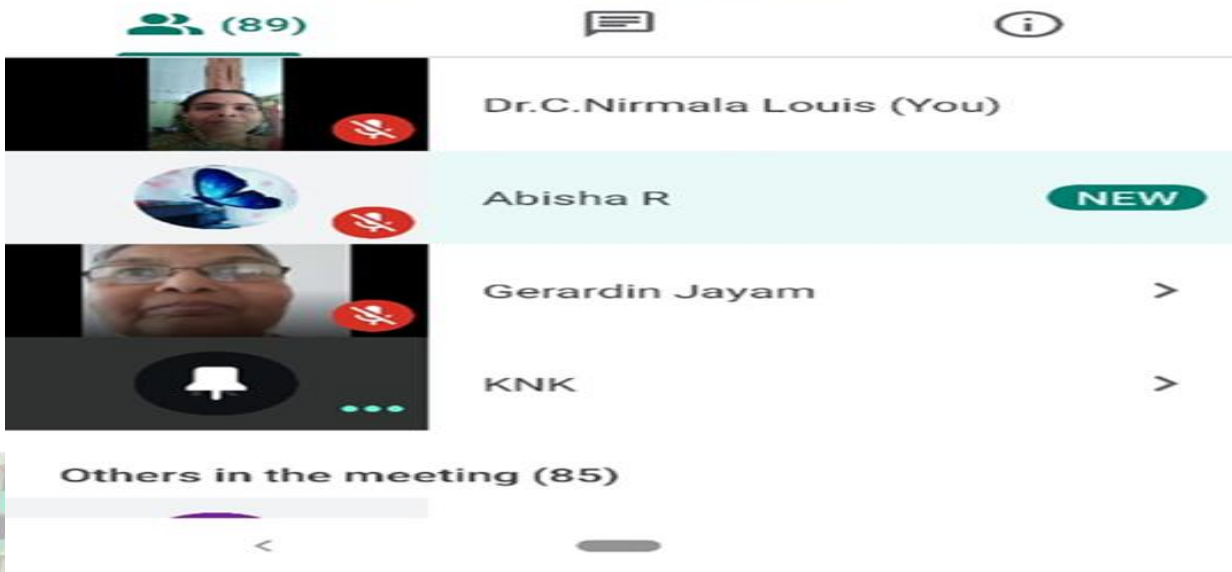 (89)
Dr.C.Nirmala Louis (You)
Abisha R NEW
Gerardin Jayam >
KNK >
Others in the meeting (85)